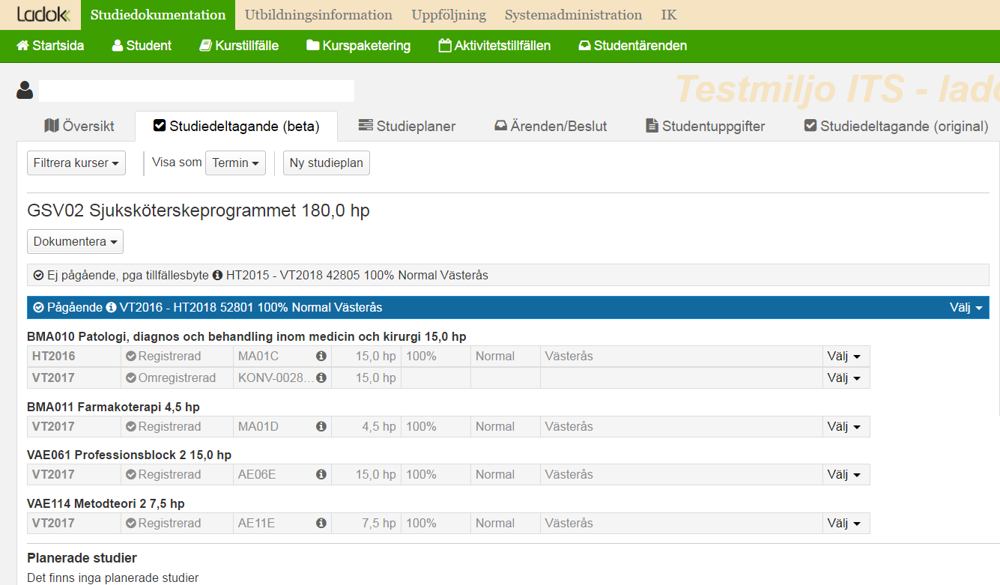 Ladok Studiedokumentation Utbildningsinformation Uppföljning Systemadministration IK
Startsida Student Kurstillfälle Kurspaketering Aktivitetstillfällen Studentärenden
Testmiljo ITS -
Översikt Studiedeltagande (beta) Studieplaner Ärenden/Beslut Studentuppgifter Studiedeltagande (original)
Filtrera kurser Visa som Termin Ny studieplan
GSV02 Sjuksköterskeprogrammet 180,0 hp
Dokumentera
Ej pågående, pga tillfällesbyte HT2015 - VT2018 42805 100% Normal Västerås
Pågående VT2016 - HT2018 52801 100% Normal Västerås Välj
BMA010 Patologi, diagnos och behandling inom medicin och kirurgi 15,0 hp
HT2016 Registrerad MA01C 15,0 hp 100% Normal Västerås Välj
VT2017 Omregistrerad KONV-0028... 15,0 hp Välj
BMA011 Farmakoterapi 4,5 hp
VT2017 Registrerad MA01D 4,5 hp 100% Normal Västerås Välj
VAE061 Professionsblock 2 15,0 hp
VT2017 Registrerad AE06E 15,0 hp 100% Normal Västerås Välj
VAE114 Metodteori 2 7,5 hp
VT2017 Registrerad AE11E 7,5 hp 100% Normal Västerås Välj
Planerade studier
Det finns inga planerade studier